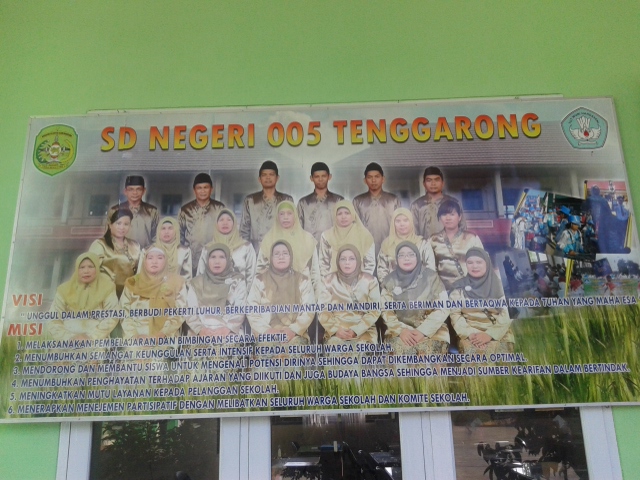 SD NEGERI 005 TENGGARONG
VISI
"UNGGUL DALAM PRESTASI, BERBUDI PEKERTI LUHUR BERKEPRIBADIAN MANTAP DAN MANDIRI, SERTA BERIMAN DAN BERTAQWA KEPADA TUHAN YANG MAHA ESA
MISI
1. MELAKSANAKAN PEMBELAJARAN DAN BIMBINGAN SECARA EFEKTIF.
2. MENUMBUHKAN SEMANGAT KEUNGGULAN SERTA INTENSIF KEPADA SELURUH WARGA SEKOLAH.
3. MENDORONG DAN MEMBANTU SISWA UNTUK MENGENALI POTENSI DIRINYA SEHINGGA DAPAT DIKEMBANGKAN SECARA OPTIMAL.
4. MENUMBUHKAN PENGHAYATAN TERHADAP AJARAN YANG DIIKUTI DAN JUGA BUDAYA BANGSA SEHINGGA MENJADI SUMBER KEARIFAN DALAM BERTINDAK.
5. MENINGKATKAN MUTU LAYANAN KEPADA PELANGGAN SEKOLAH.
6. MENERAPKAN MENEJEMEN PARTISIPATIF DENGAN MELIBATKAN SELURUH WARGA SEKOLAH DAN KOMITE SEKOLAH.